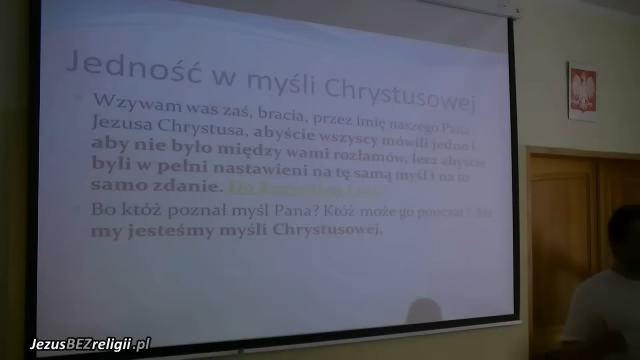 Jedność w myśli Chrystusowej
Wzywam was zaś, bracia, przez imię naszego Pana
Jezusa Chrystusa, abyście wszyscy mówili jedno i
aby nie było między wami rozłamów, lecz abyście
byli w pełni nastawieni na tę samą myśl i na to
samo zdanie.
Bo któż poznał myśl Pana? Któż może go pouczać?
my jesteśmy myśli Chrystusowej.
JezusBEZreligii.pl